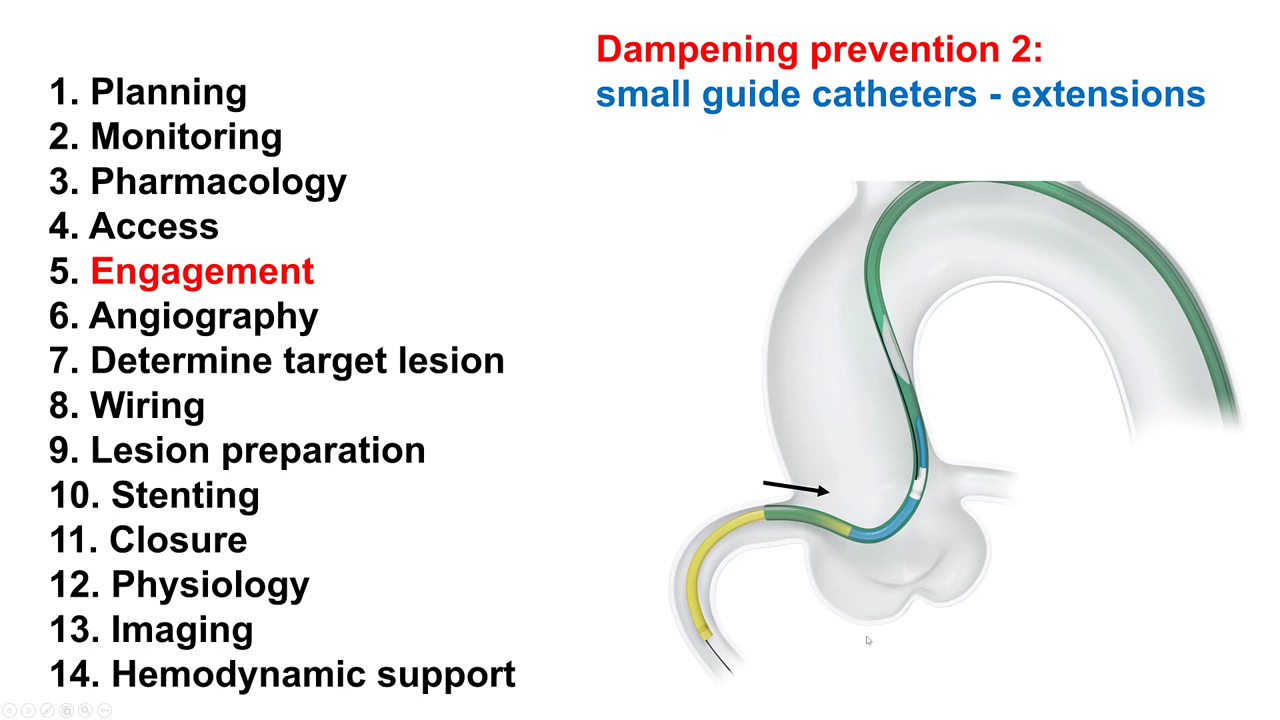 Dampening prevention 2:
small guide catheters - extensions
1. Planning
2. Monitoring
3. Pharmacology
4. Access
5. Engagement
6. Angiography
7. Determine target lesion
8. Wiring
9. Lesion preparation
10. Stenting
11. Closure
12. Physiology
13. Imaging
14. Hemodynamic support